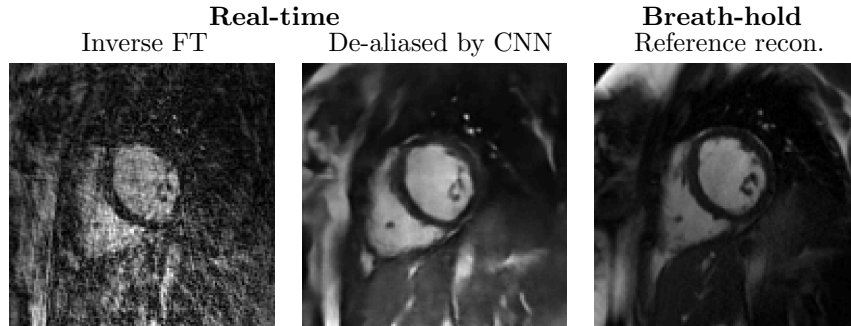 Real-time
Breath-hold
Inverse FT
De-aliased by CNN
Reference recon.